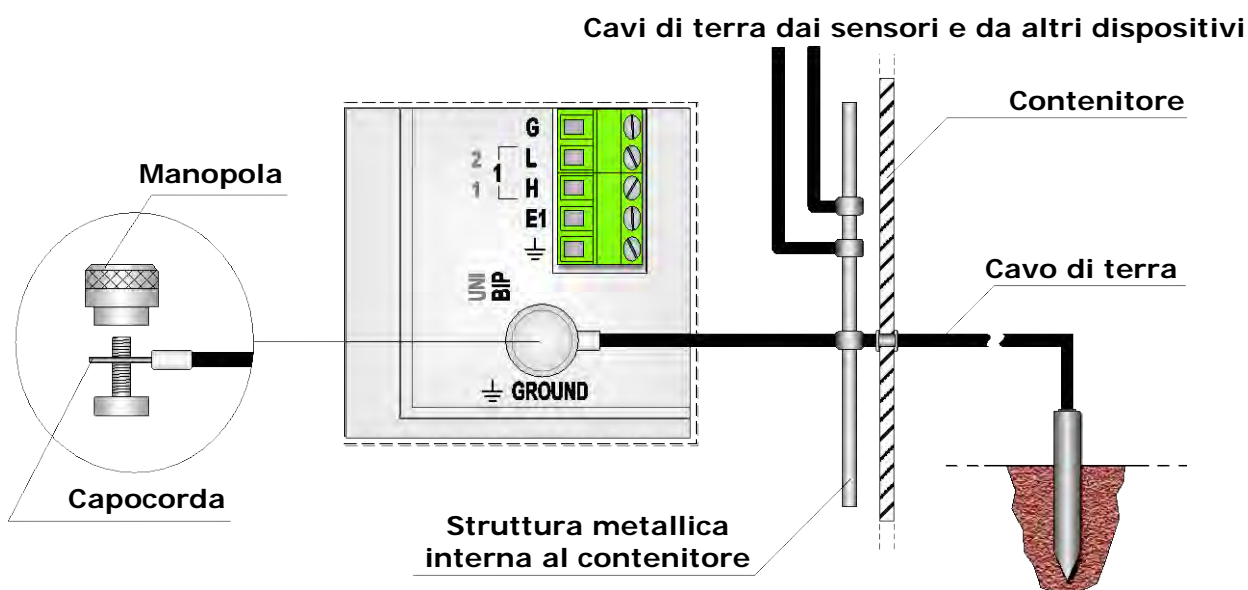 Cavi di terra dai sensori e da altri dispositivi
Contenitore
Manopola
G
2 L
1
1 H
E1
UNI
BIP
GROUND
Cavo di terra
Capocorda
Struttura metallica
interna al contenitore